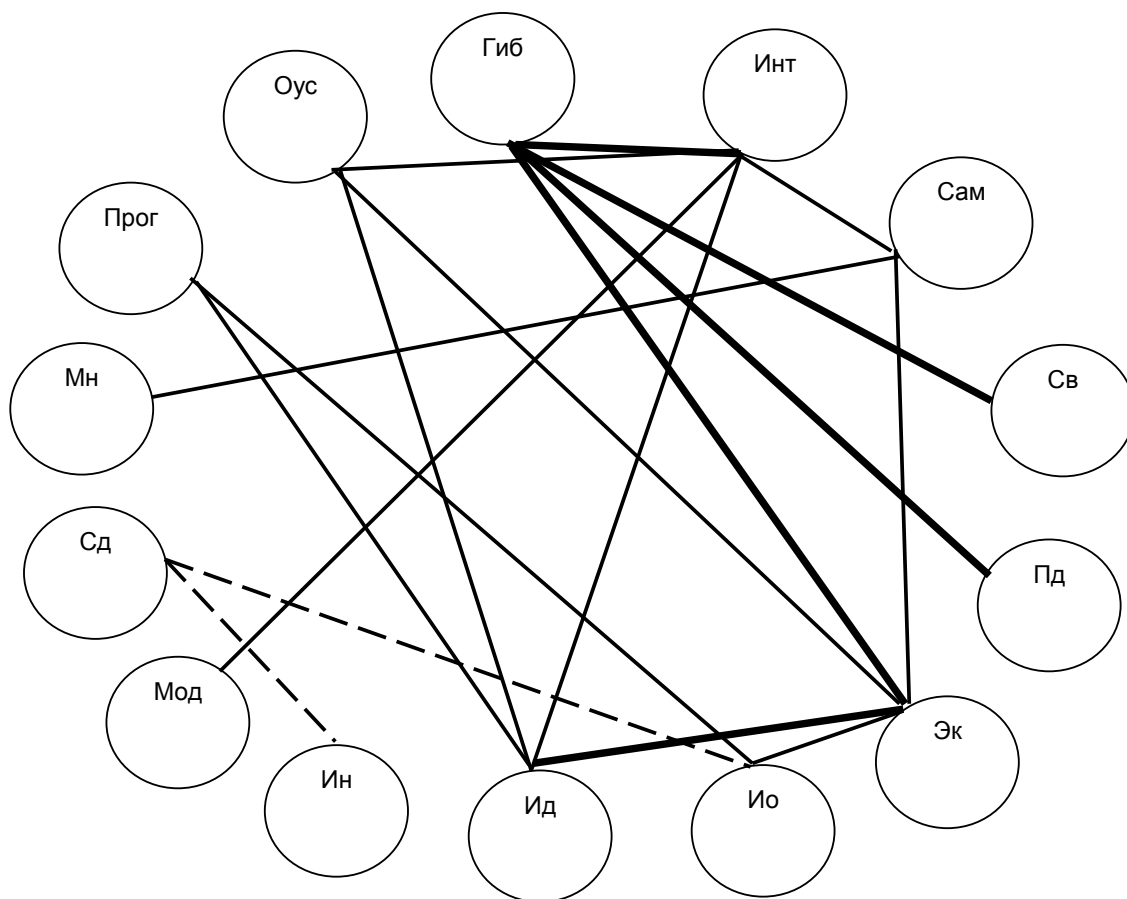 Гиб
Инт
Оус
Сам
Прог
Мн
Св
Сд
Пд
Мод
Эк
Ин
Ид
Ио